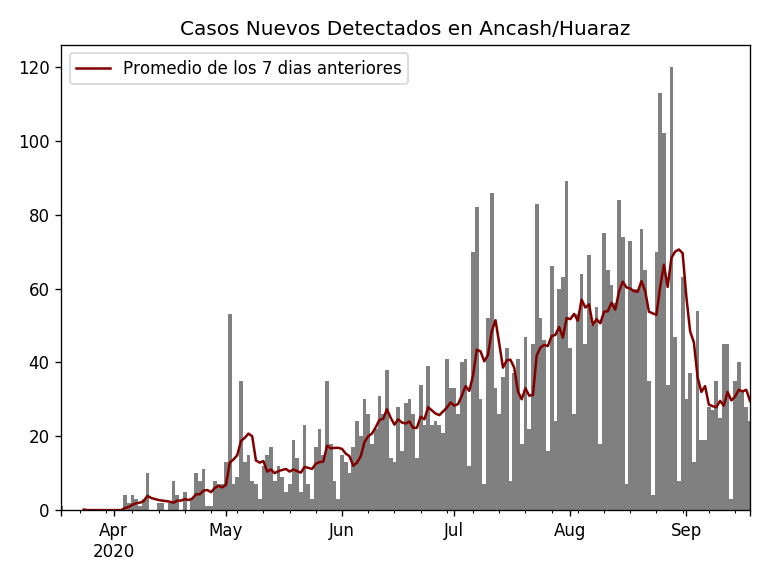 Casos Nuevos Detectados en Ancash/Huaraz
Promedio de los 7 dias anteriores
120
100
80
60
40
20
0
Apr May Jun Jul Aug Sep
2020